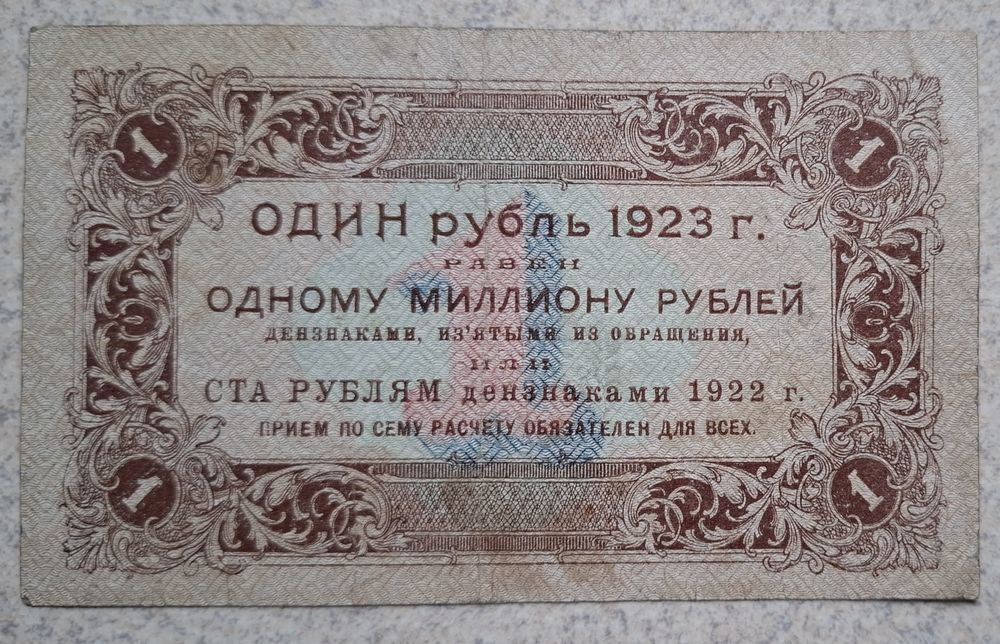 1 1
ОДИН рубль 1923 г.
РАВЕН
ОДНОМУ МИЛЛИОНУ РУБЛЕЙ
ДЕНЗНАКАМИ, ИЗ'ЯТЫМИ ИЗ ОБРАЩЕНИЯ,
ИЛИ
СТА РУБЛЯМ дензнаками 1922 г.
ПРИЕМ ПО СЕМУ РАСЧЕТУ ОБЯЗАТЕЛЕН ДЛЯ ВСЕХ.
1
1 1